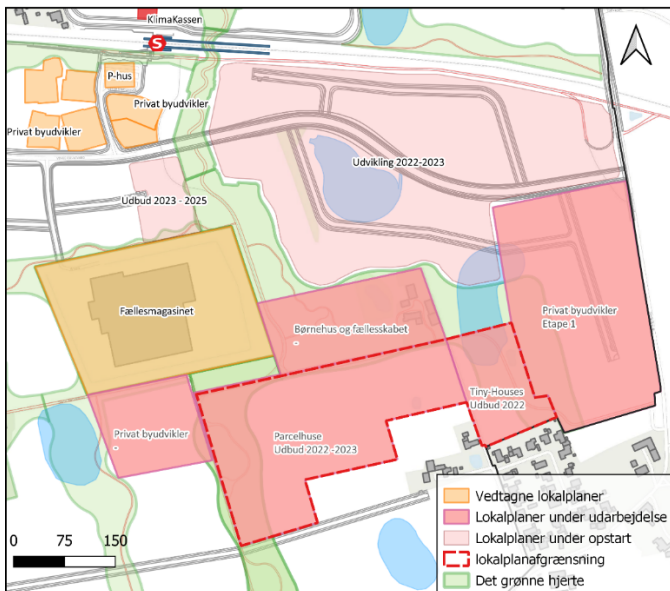 KlimaKassen
S
P-hus
Privat byudvikler
Privat byudvikler
Udvikling 2022-2023
Udbud 2023 - 2025
Fællesmagasinet
Børnehus og fællesskabet
-
Privat byudvikler
Etape 1
Tiny-Houses
Udbud 2022
Privat byudvikler
-
Parcelhuse
Udbud 2022 -2023
Vedtagne lokalplaner
Lokalplaner under udarbejdelse
Lokalplaner under opstart
lokalplanafgrænsning
Det grønne hjerte
0 75 150